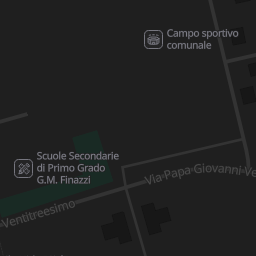 Campo sportivo
comunale
Scuole Secondarie
di Primo Grado
G.M. Finazzi
Via Papa Giovanni Ve
Ventitreesimo